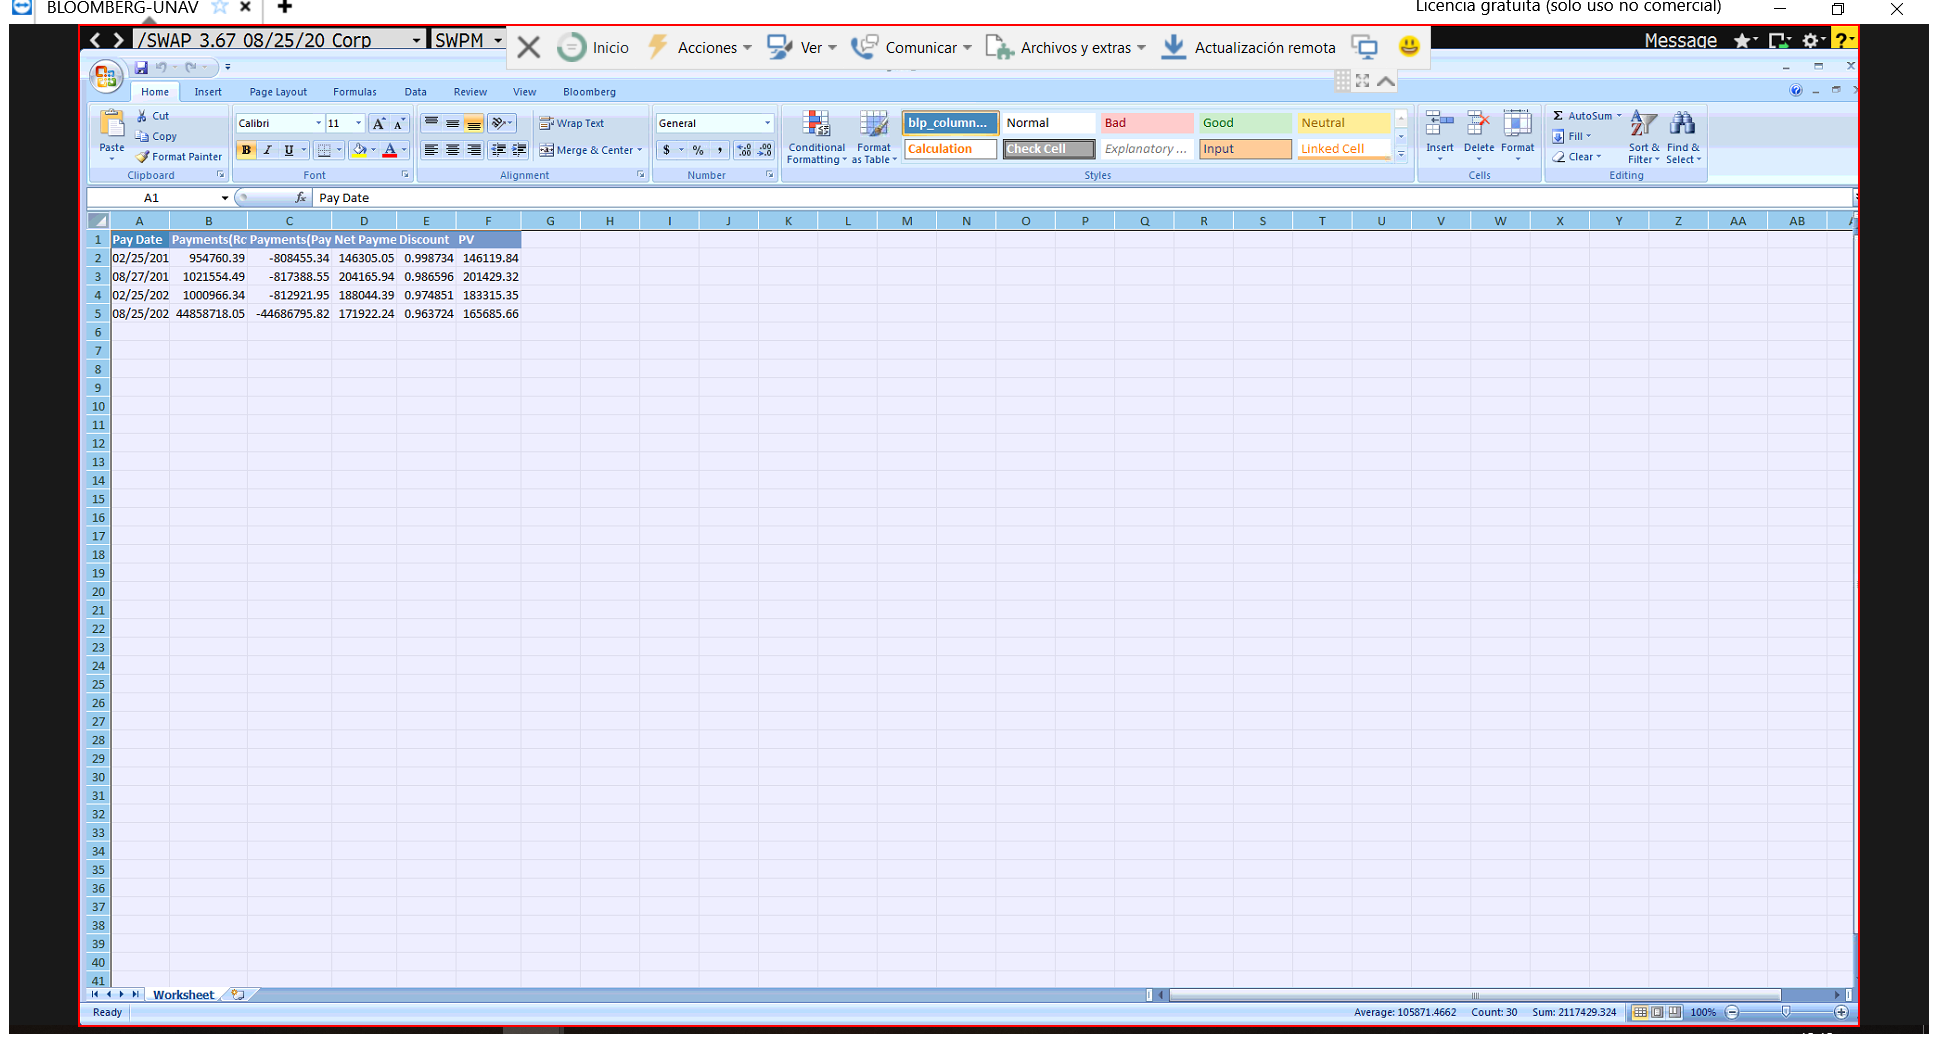 BLOOMBERG-UNAV
Licencia gratuita (solo uso no comercial)
/SWAP 3.67 08/25/20 Corp SWPM
Inicio Acciones Ver Comunicar Archivos y extras Actualización remota
Message
Home Insert Page Layout Formulas Data Review View Bloomberg
Paste Cut Copy Format Painter
Clipboard
Calibri 11
B I U
Font
Wrap Text
Merge & Center
Alignment
General
$ % ,
Number
Conditional Formatting Format as Table
blp_column... Normal Bad Good Neutral
Calculation Check Cell Explanatory ... Input Linked Cell
Styles
Insert Delete Format
Cells
Σ AutoSum
Fill
Clear
Sort & Filter Find & Select
Editing
A1 fx Pay Date
A B C D E F G H I J K L M N O P Q R S T U V W X Y Z AA AB
1 Pay Date Payments(Rc Payments(Pay Net Payme Discount PV
2 02/25/201 954760.39 -808455.34 146305.05 0.998734 146119.84
3 08/27/201 1021554.49 -817388.55 204165.94 0.986596 201429.32
4 02/25/202 1000966.34 -812921.95 188044.39 0.974851 183315.35
5 08/25/202 44858718.05 -44686795.82 171922.24 0.963724 165685.66
6
7
8
9
10
11
12
13
14
15
16
17
18
19
20
21
22
23
24
25
26
27
28
29
30
31
32
33
34
35
36
37
38
39
40
41
Worksheet
Ready
Average: 105871.4662 Count: 30 Sum: 2117429.324 100%